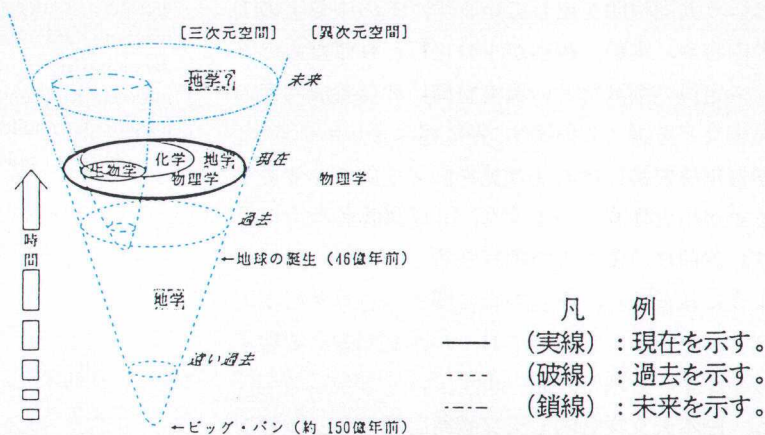 [三次元空間] [異次元空間]
地学?
未来
化学
地学
現在
生物学
物理学
物理学
過去
時間
←地球の誕生(46億年前)
地学
遠い過去
←ビッグ・バン(約 150億年前)
凡 例
(実線):現在を示す。
(破線):過去を示す。
(鎖線):未来を示す。